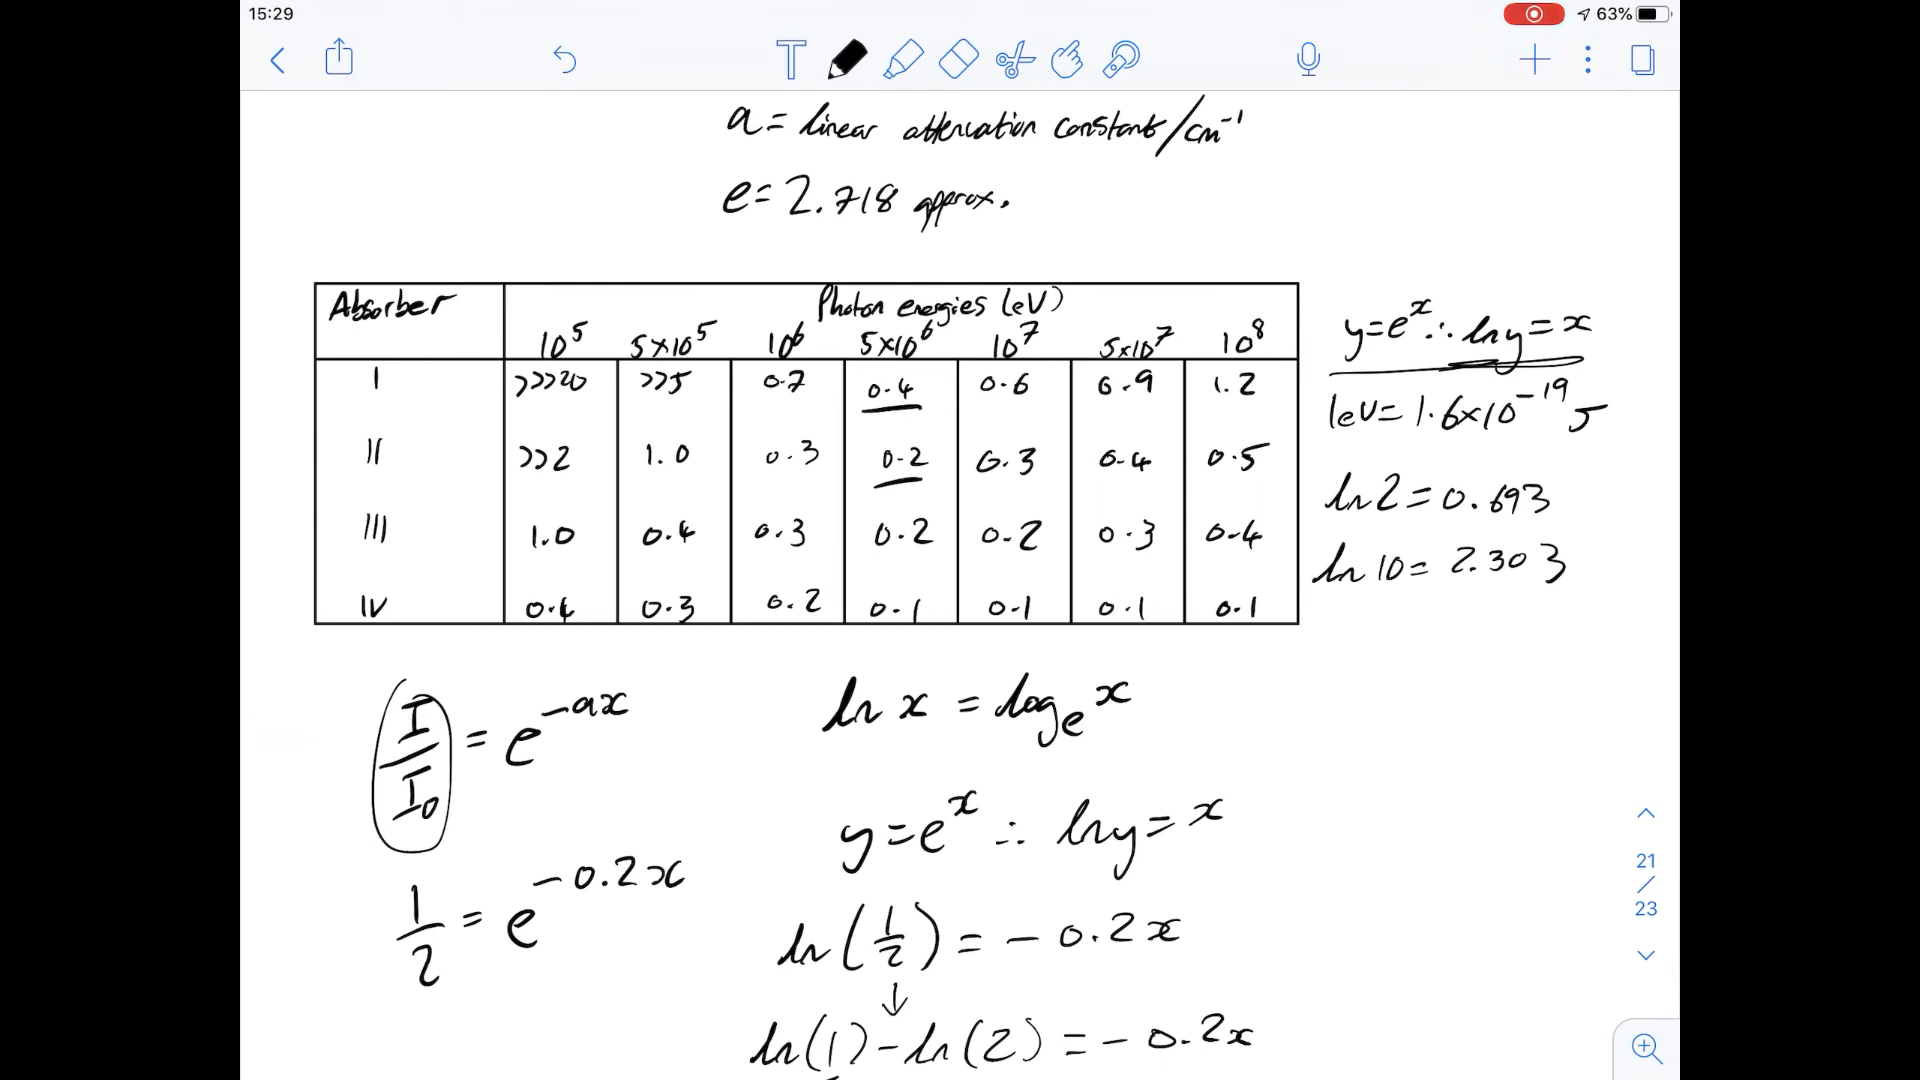 15:29
63%
a = linear attenuation constant/cm⁻¹
e = 2.718 approx.
Absorber Photon energies (eV)
10⁵ 5×10⁵ 10⁶ 5×10⁶ 10⁷ 5×10⁷ 10⁸
I >>>20 >>5 0.7 0.4 0.6 0.9 1.2
II >>2 1.0 0.3 0.2 0.3 0.4 0.5
III 1.0 0.4 0.3 0.2 0.2 0.3 0.4
IV 0.4 0.3 0.2 0.1 0.1 0.1 0.1
y=eˣ ∴ ln y = x
1eV = 1.6×10⁻¹⁹ J
ln 2 = 0.693
ln 10 = 2.303
I/I₀ = e^(-ax)
1/2 = e^(-0.2x)
ln x = logₑ x
y=eˣ ∴ ln y = x
ln(1/2) = -0.2x
↓
ln(1) - ln(2) = -0.2x
21
/
23